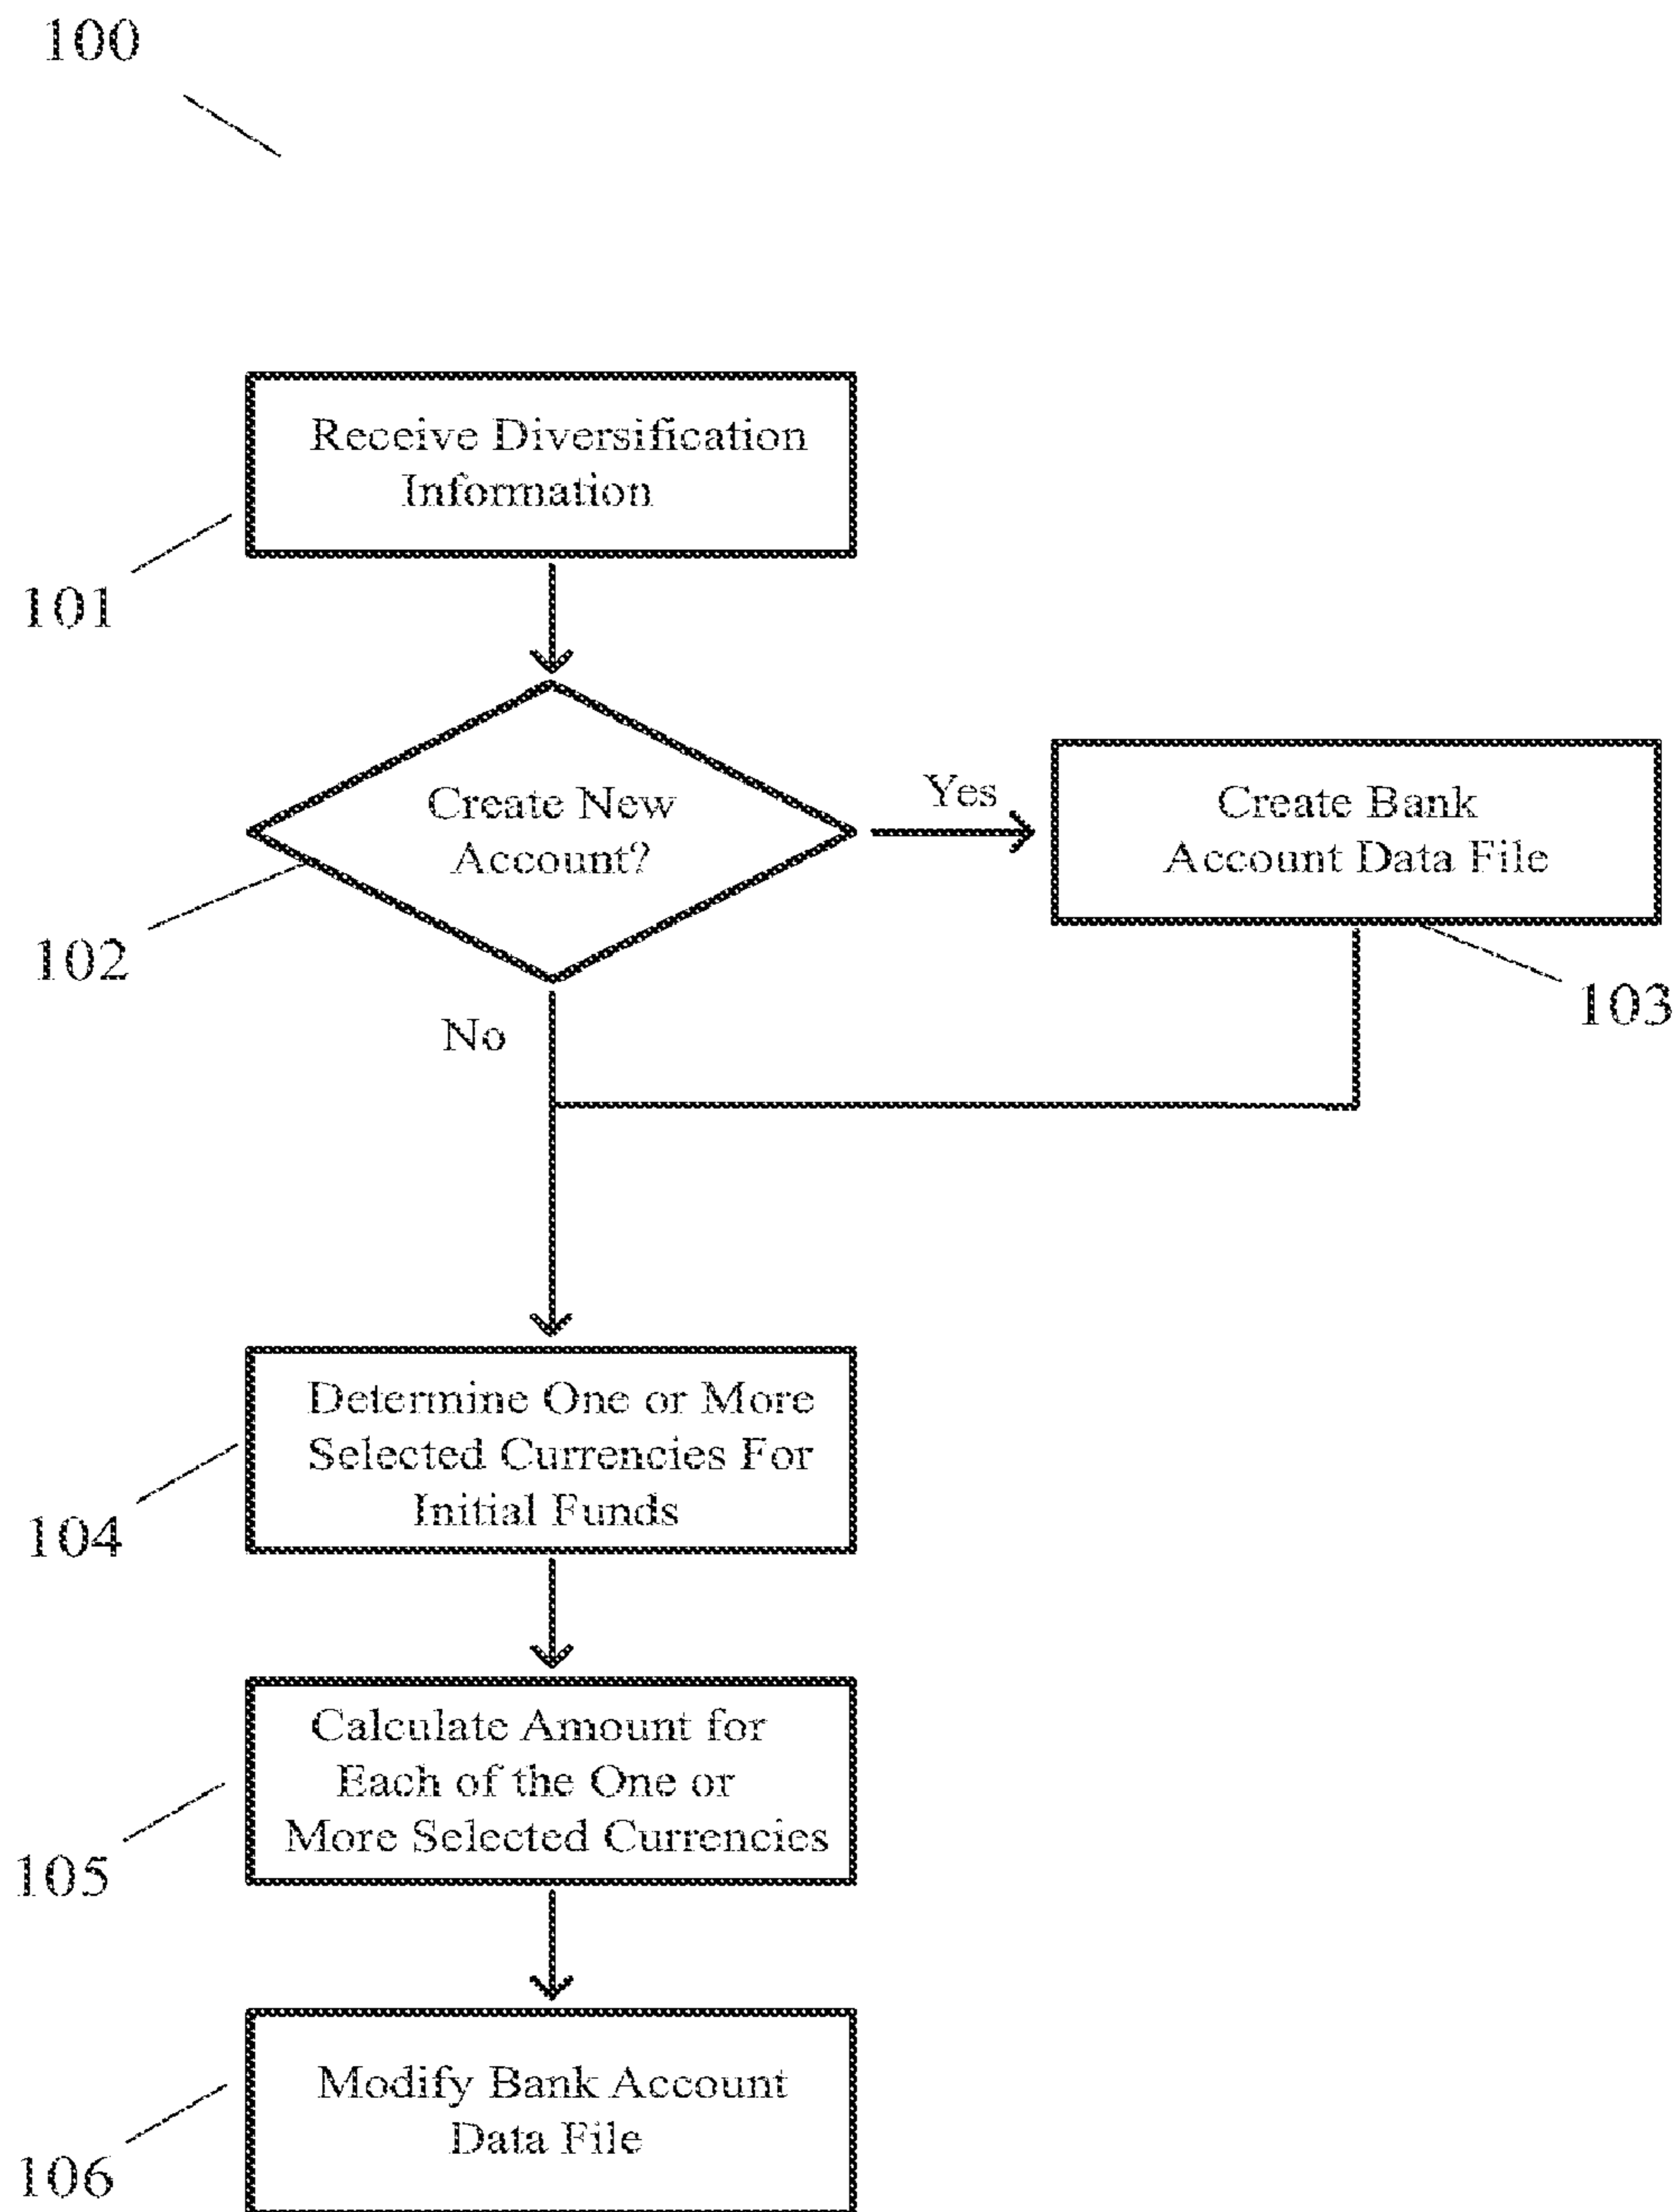 100
Receive Diversification
Information
101
Create New
Account?
Yes
Create Bank
Account Data File
102
103
No
Determine One or More
Selected Currencies For
Initial Funds
104
Calculate Amount for
Each of the One or
More Selected Currencies
105
Modify Bank Account
Data File
106